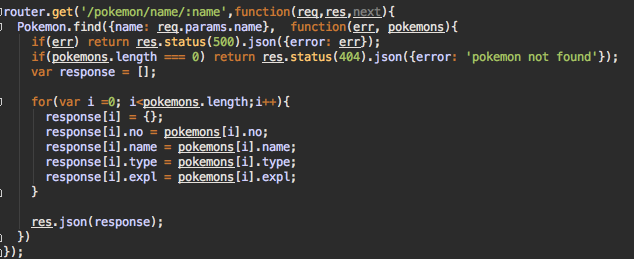 router.get('/pokemon/name/:name',function(req,res,next){
  Pokemon.find({name: req.params.name},  function(err, pokemons){
    if(err) return res.status(500).json({error: err});
    if(pokemons.length === 0) return res.status(404).json({error: 'pokemon not found'});
    var response = [];

    for(var i =0; i<pokemons.length;i++){
      response[i] = {};
      response[i].no = pokemons[i].no;
      response[i].name = pokemons[i].name;
      response[i].type = pokemons[i].type;
      response[i].expl = pokemons[i].expl;
    }

    res.json(response);
  })
});